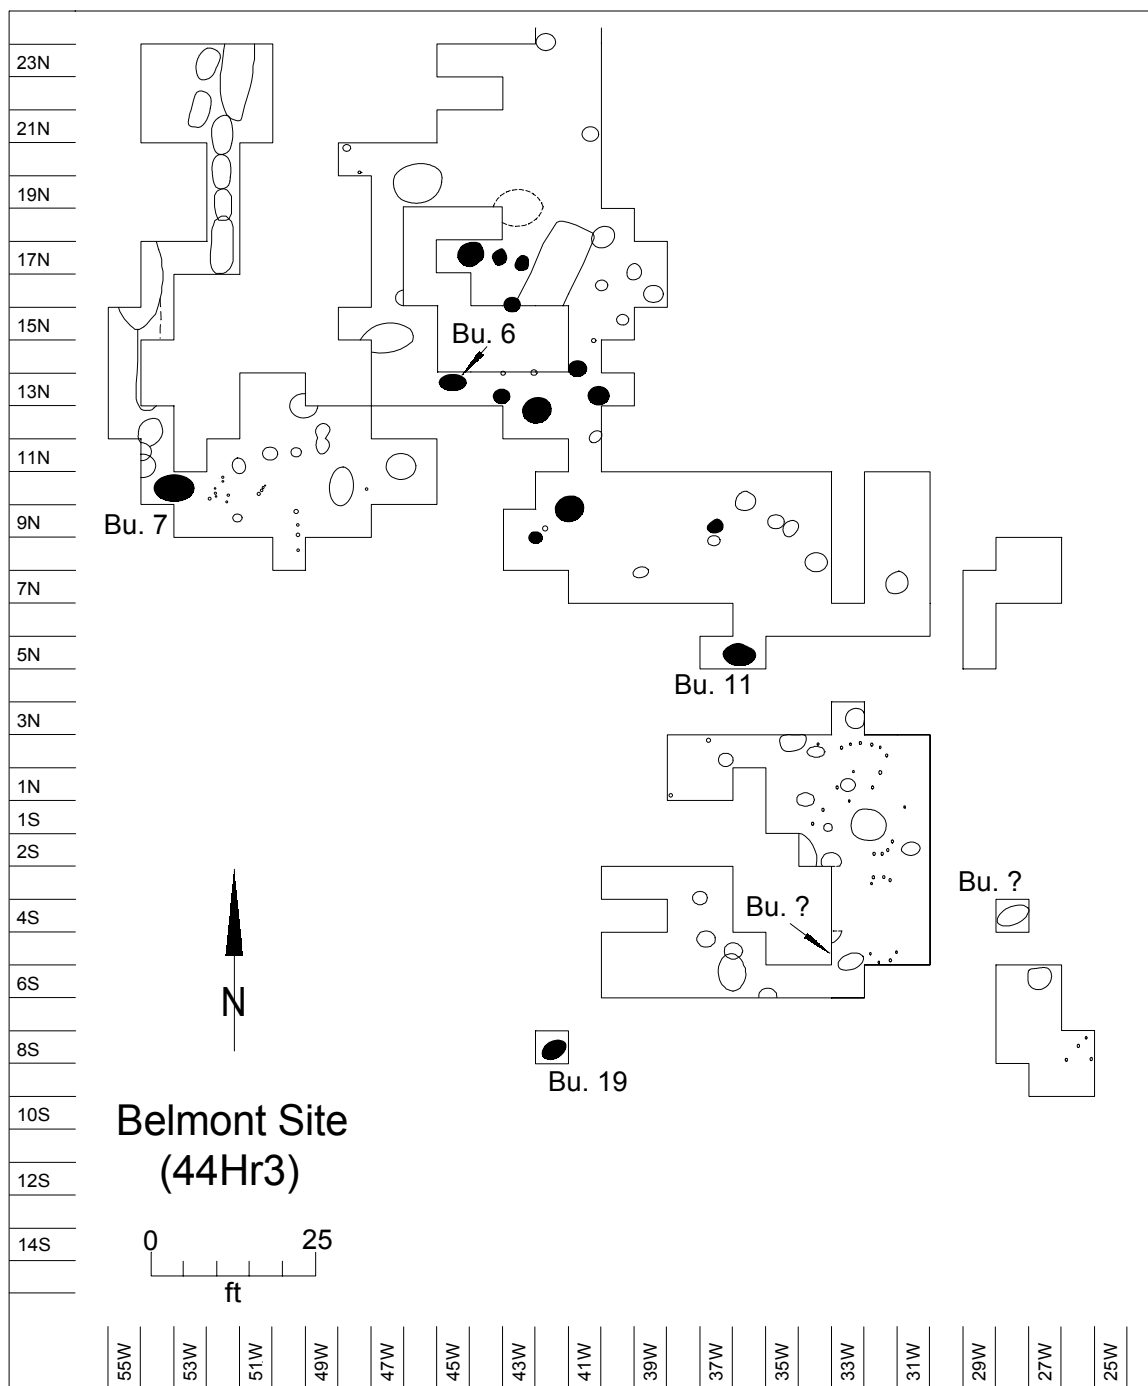 23N
21N
19N
17N
15N
13N
11N
9N
7N
5N
3N
1N
1S
2S
4S
6S
8S
10S
12S
14S
Bu. 6
Bu. 7
Bu. 11
Bu. ?
Bu. ?
Bu. 19
N
Belmont Site
(44Hr3)
0 25
ft
55W 53W 51W 49W 47W 45W 43W 41W 39W 37W 35W 33W 31W 29W 27W 25W